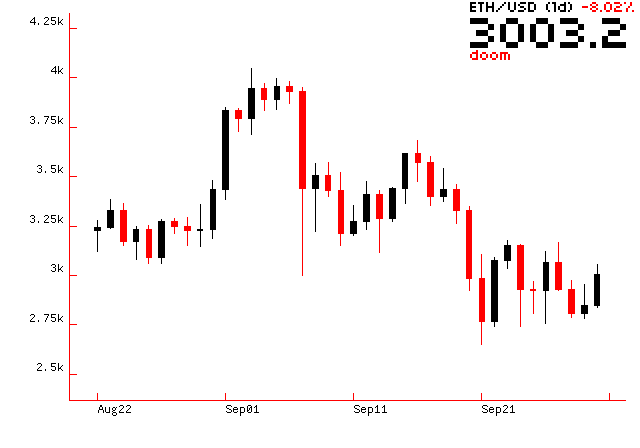 ETH/USD (1d) -8.02%
3003.2
doom
4.25k
4k
3.75k
3.5k
3.25k
3k
2.75k
2.5k
Aug22 Sep01 Sep11 Sep21